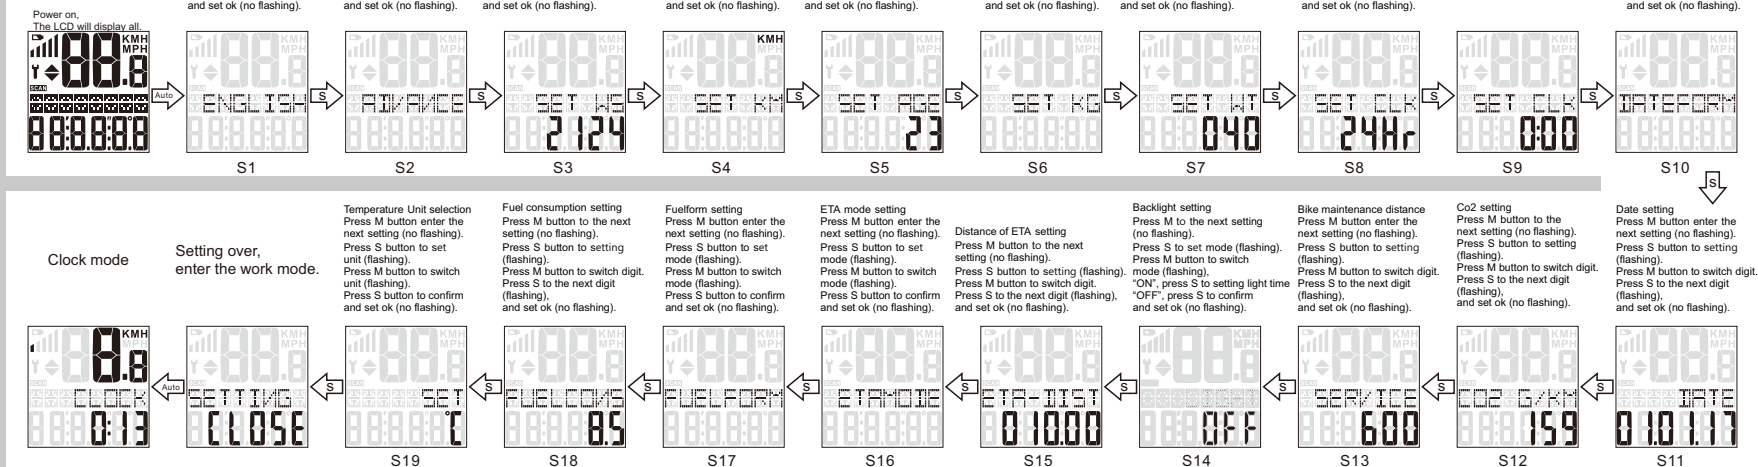 and set ok (no flashing).
and set ok (no flashing).
and set ok (no flashing).
and set ok (no flashing).
and set ok (no flashing).
and set ok (no flashing).
and set ok (no flashing).
and set ok (no flashing).
and set ok (no flashing).
Power on,
The LCD will display all.
KMH
MPH
SCAN
88.8
88:8.8:8.8
Auto
ENGLISH
S1
S
ADVANCE
S2
S
SET WS
2124
S3
S
KMH
SET KM
S4
S
SET AGE
23
S5
S
SET KG
S6
S
SET WT
040
S7
S
SET CLK
24Hr
S8
S
SET CLK
0:00
S9
S
DATEFORM
S10
S
Clock mode
Setting over,
enter the work mode.
Temperature Unit selection
Press M button enter the
next setting (no flashing).
Press S button to set
unit (flashing).
Press M button to switch
unit (flashing).
Press S button to confirm
and set ok (no flashing).
Fuel consumption setting
Press M button to the next
setting (no flashing).
Press S button to setting
(flashing).
Press M button to switch digit.
Press S to the next digit
(flashing),
and set ok (no flashing).
Fuelform setting
Press M button enter the
next setting (no flashing).
Press S button to set
mode (flashing).
Press M button to switch
mode (flashing).
Press S button to confirm
and set ok (no flashing).
ETA mode setting
Press M button enter the
next setting (no flashing).
Press S button to set
mode (flashing).
Press M button to switch
mode (flashing).
Press S button to confirm
and set ok (no flashing).
Distance of ETA setting
Press M button to the next
setting (no flashing).
Press S button to setting (flashing).
Press M button to switch digit.
Press S to the next digit (flashing),
and set ok (no flashing).
Backlight setting
Press M to the next setting
(no flashing).
Press S to set mode (flashing).
Press M button to switch
mode (flashing),
“ON”, press S to setting light time
“OFF”, press S to confirm
and set ok (no flashing).
Bike maintenance distance
Press M button enter the
next setting (no flashing).
Press S button to setting
(flashing).
Press M button to switch digit.
Press S to the next digit
(flashing),
and set ok (no flashing).
Co2 setting
Press M button to the
next setting (no flashing).
Press S button to setting
(flashing).
Press M button to switch digit.
Press S to the next digit
(flashing),
and set ok (no flashing).
Date setting
Press M button enter the
next setting (no flashing).
Press S button to setting
(flashing).
Press M button to switch digit.
Press S to the next digit
(flashing),
and set ok (no flashing).
KMH
8.8
CLOCK
0:13
Auto
SETTING
CLOSE
S
SET
°C
S19
S
FUELCONS
8.5
S18
S
FUELFORM
S17
S
ETAMODE
S16
S
ETA-DIST
010.00
S15
S
OFF
S14
S
SERVICE
600
S13
S
CO2 G/KM
159
S12
S
DATE
01.01.17
S11